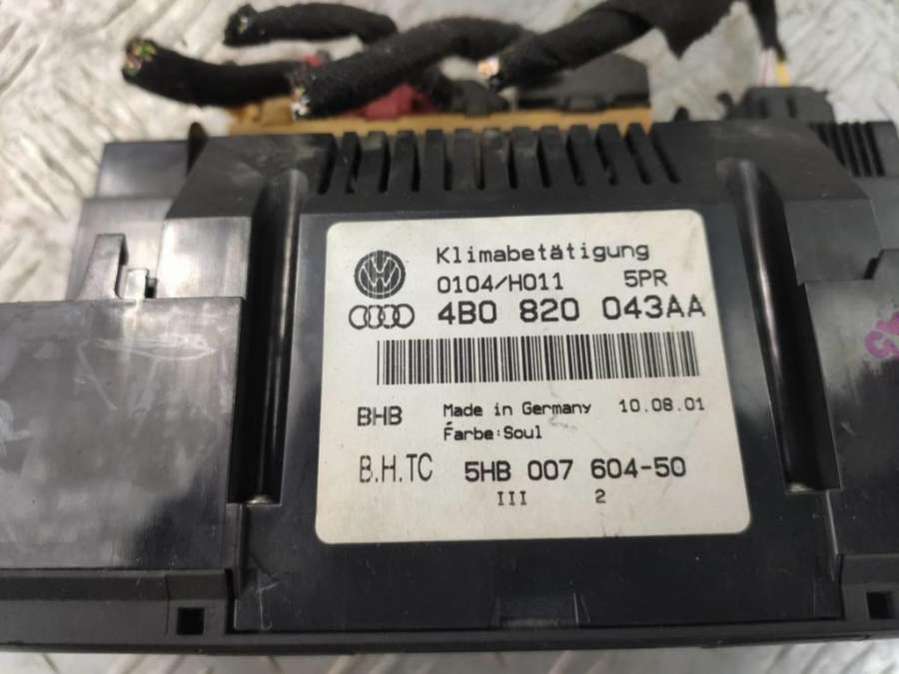 Klimabetätigung
0104/H011 5PR
4B0 820 043AA
BHB Made in Germany 10.08.01
Farbe:Soul
B.H.TC 5HB 007 604-50
III 2